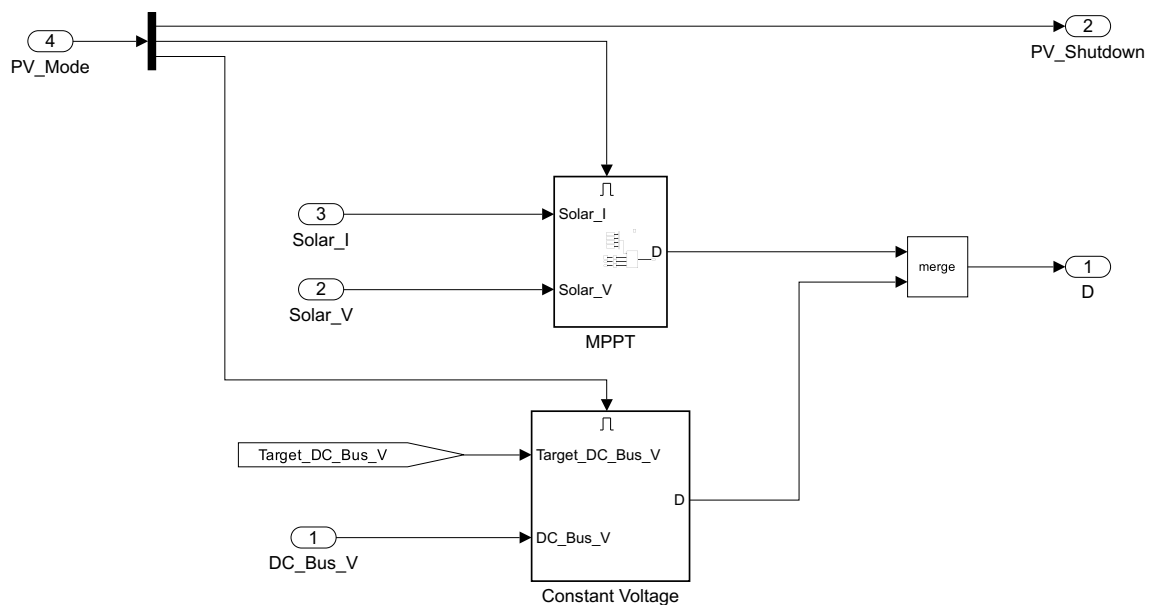 2
PV_Shutdown
4
PV_Mode
3
Solar_I
2
Solar_V
Solar_I
D
Solar_V
MPPT
merge
1
D
Target_DC_Bus_V
Target_DC_Bus_V
D
1
DC_Bus_V
DC_Bus_V
Constant Voltage